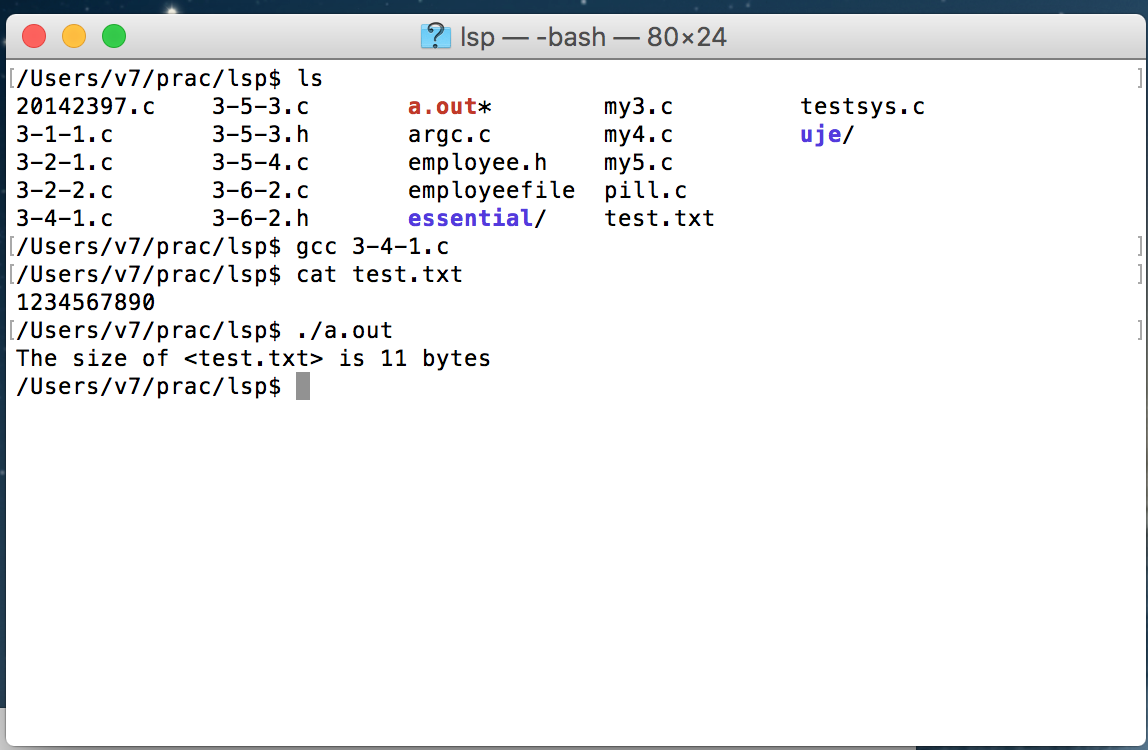 lsp — -bash — 80×24
[/Users/v7/prac/lsp$ ls ]
20142397.c 3-5-3.c a.out* my3.c testsys.c
3-1-1.c 3-5-3.h argc.c my4.c uje/
3-2-1.c 3-5-4.c employee.h my5.c
3-2-2.c 3-6-2.c employeefile pill.c
3-4-1.c 3-6-2.h essential/ test.txt
[/Users/v7/prac/lsp$ gcc 3-4-1.c ]
[/Users/v7/prac/lsp$ cat test.txt ]
1234567890
[/Users/v7/prac/lsp$ ./a.out ]
The size of <test.txt> is 11 bytes
/Users/v7/prac/lsp$